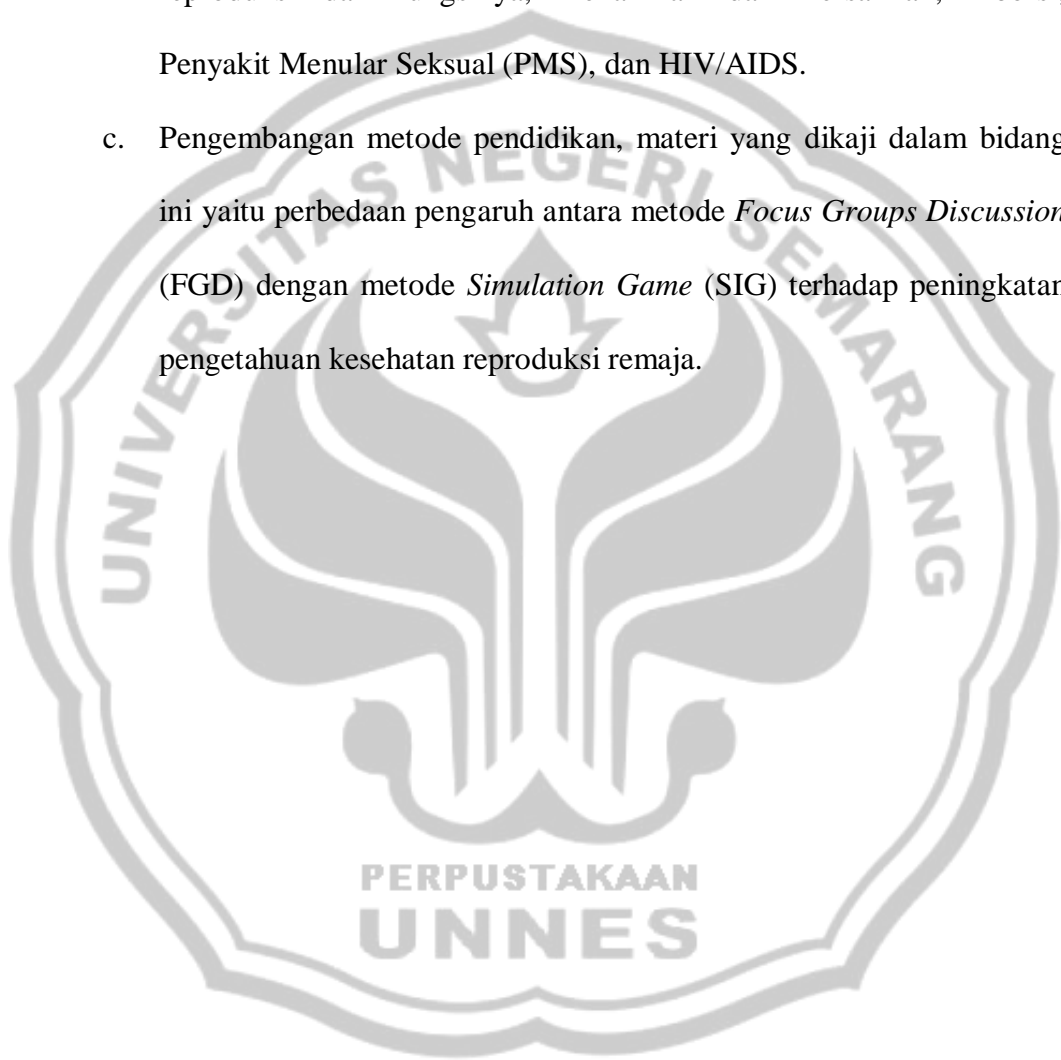 Penyakit Menular Seksual (PMS), dan HIV/AIDS.
c. Pengembangan metode pendidikan, materi yang dikaji dalam bidang
ini yaitu perbedaan pengaruh antara metode Focus Groups Discussion
(FGD) dengan metode Simulation Game (SIG) terhadap peningkatan
pengetahuan kesehatan reproduksi remaja.
UNIVERSITAS NEGERI SEMARANG
PERPUSTAKAAN
UNNES